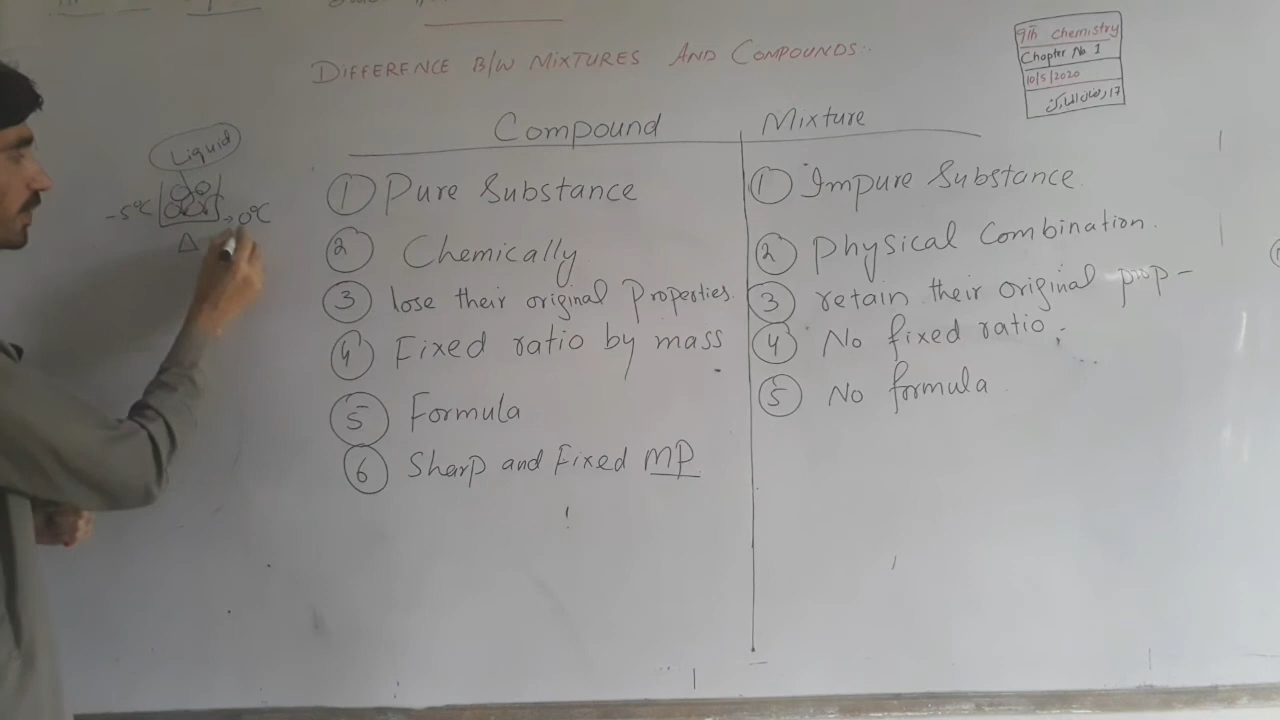 DIFFERENCE B/W MIXTURES AND COMPOUNDS:
9th Chemistry
Chapter No 1
10/5/2020
17 رمضان المبارک
Liquid
-5°C
0°C
Δ
Compound
① Pure Substance
② Chemically
③ lose their original Properties.
④ Fixed ratio by mass
⑤ Formula
⑥ Sharp and Fixed MP
Mixture
① Impure Substance
② Physical Combination.
③ retain their original prop-
④ No fixed ratio.
⑤ No formula